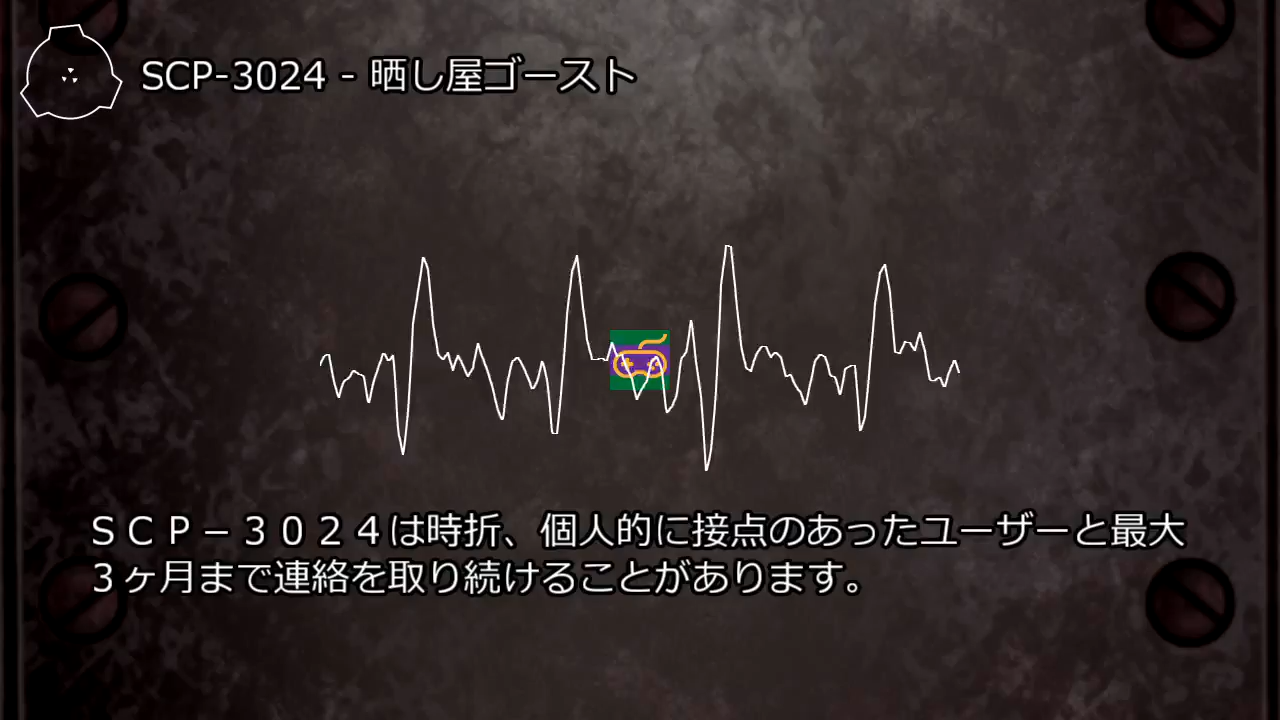 SCP-3024 - 晒し屋ゴースト
ＳＣＰ－３０２４は時折、個人的に接点のあったユーザーと最大
３ヶ月まで連絡を取り続けることがあります。